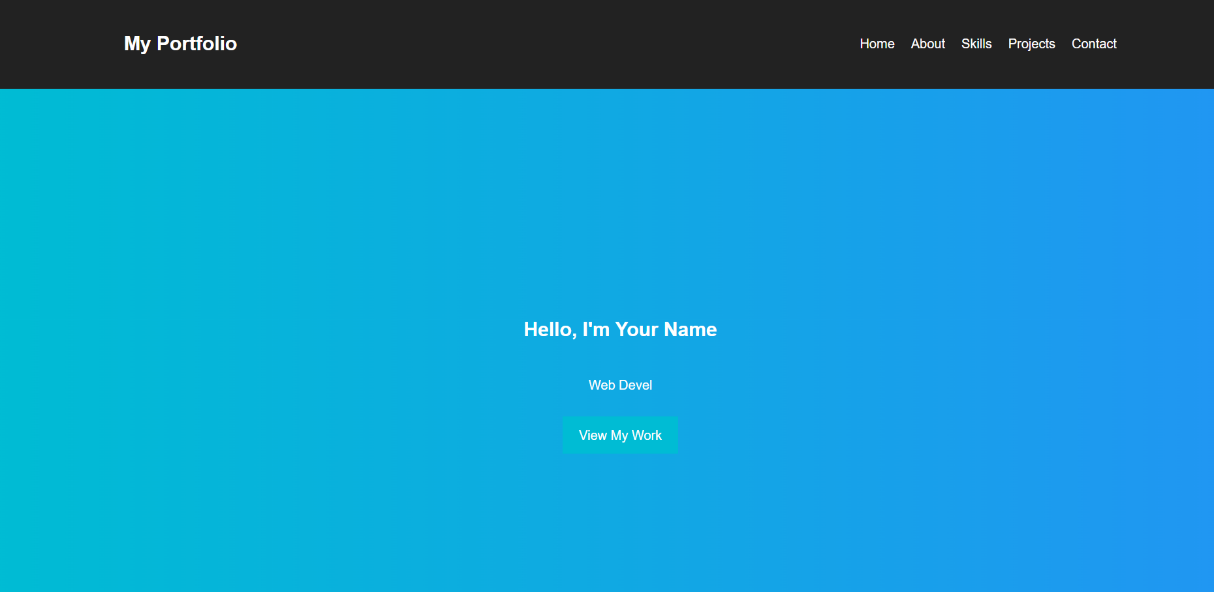 My Portfolio
Home About Skills Projects Contact
Hello, I'm Your Name
Web Devel
View My Work